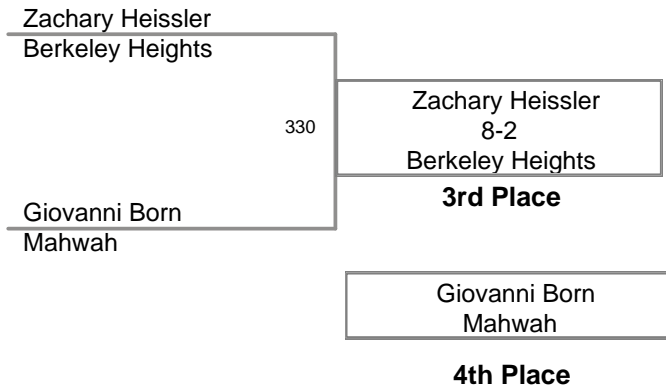 Zachary Heissler
Berkeley Heights
330
Zachary Heissler
8-2
Berkeley Heights
3rd Place
Giovanni Born
Mahwah
Giovanni Born
Mahwah
4th Place